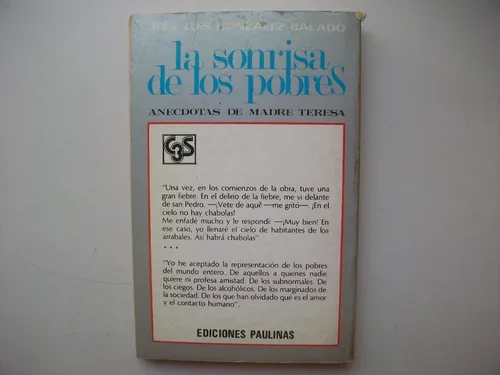 JOSE LUIS GONZALEZ-BALADO
la sonrisa
de los pobres
ANECDOTAS DE MADRE TERESA
C3S
"Una vez, en los comienzos de la obra, tuve una
gran fiebre. En el delirio de la fiebre, me vi delante
de san Pedro. —¡Vete de aquí! —me gritó—. ¡En el
cielo no hay chabolas!
Me enfadé mucho y le respondí: —¡Muy bien! En
ese caso, yo llenaré el cielo de habitantes de los
arrabales. Así habrá chabolas"
* * *
"Yo he aceptado la representación de los pobres
del mundo entero. De aquellos a quienes nadie
quiere ni profesa amistad. De los subnormales. De
los ciegos. De los alcohólicos. De los marginados de
la sociedad. De los que han olvidado qué es el amor
y el contacto humano".
EDICIONES PAULINAS